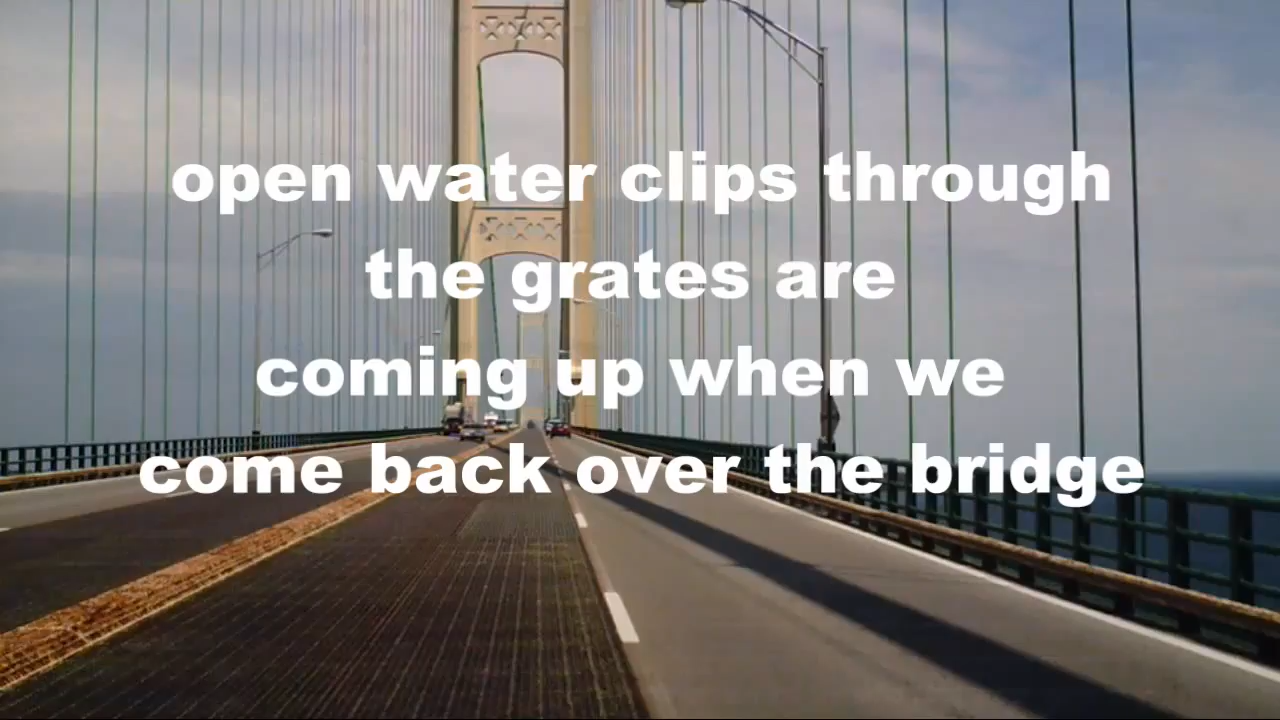 open water clips through
the grates are
coming up when we
come back over the bridge